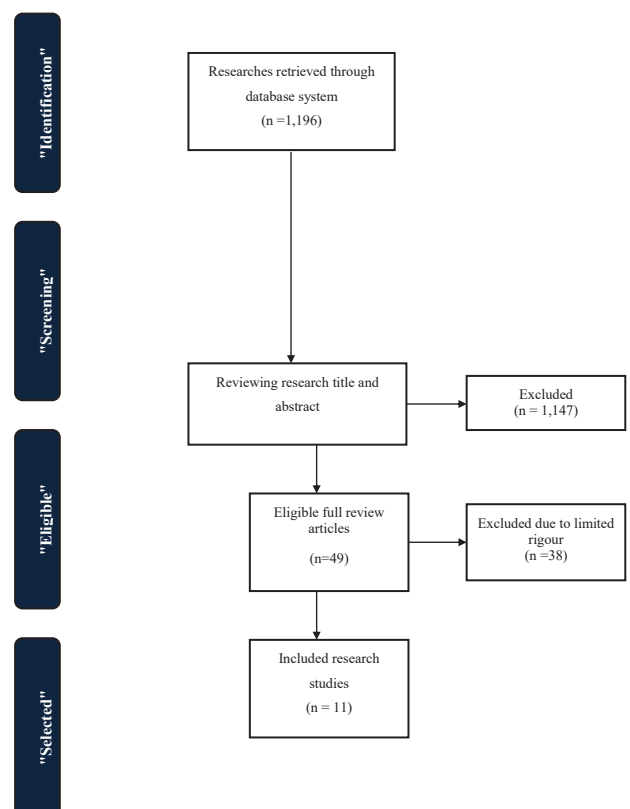 "Identification"
Researches retrieved through
database system
(n =1,196)
"Screening"
Reviewing research title and
abstract
Excluded
(n = 1,147)
"Eligible"
Eligible full review
articles
(n=49)
Excluded due to limited
rigour
(n =38)
"Selected"
Included research
studies
(n = 11)